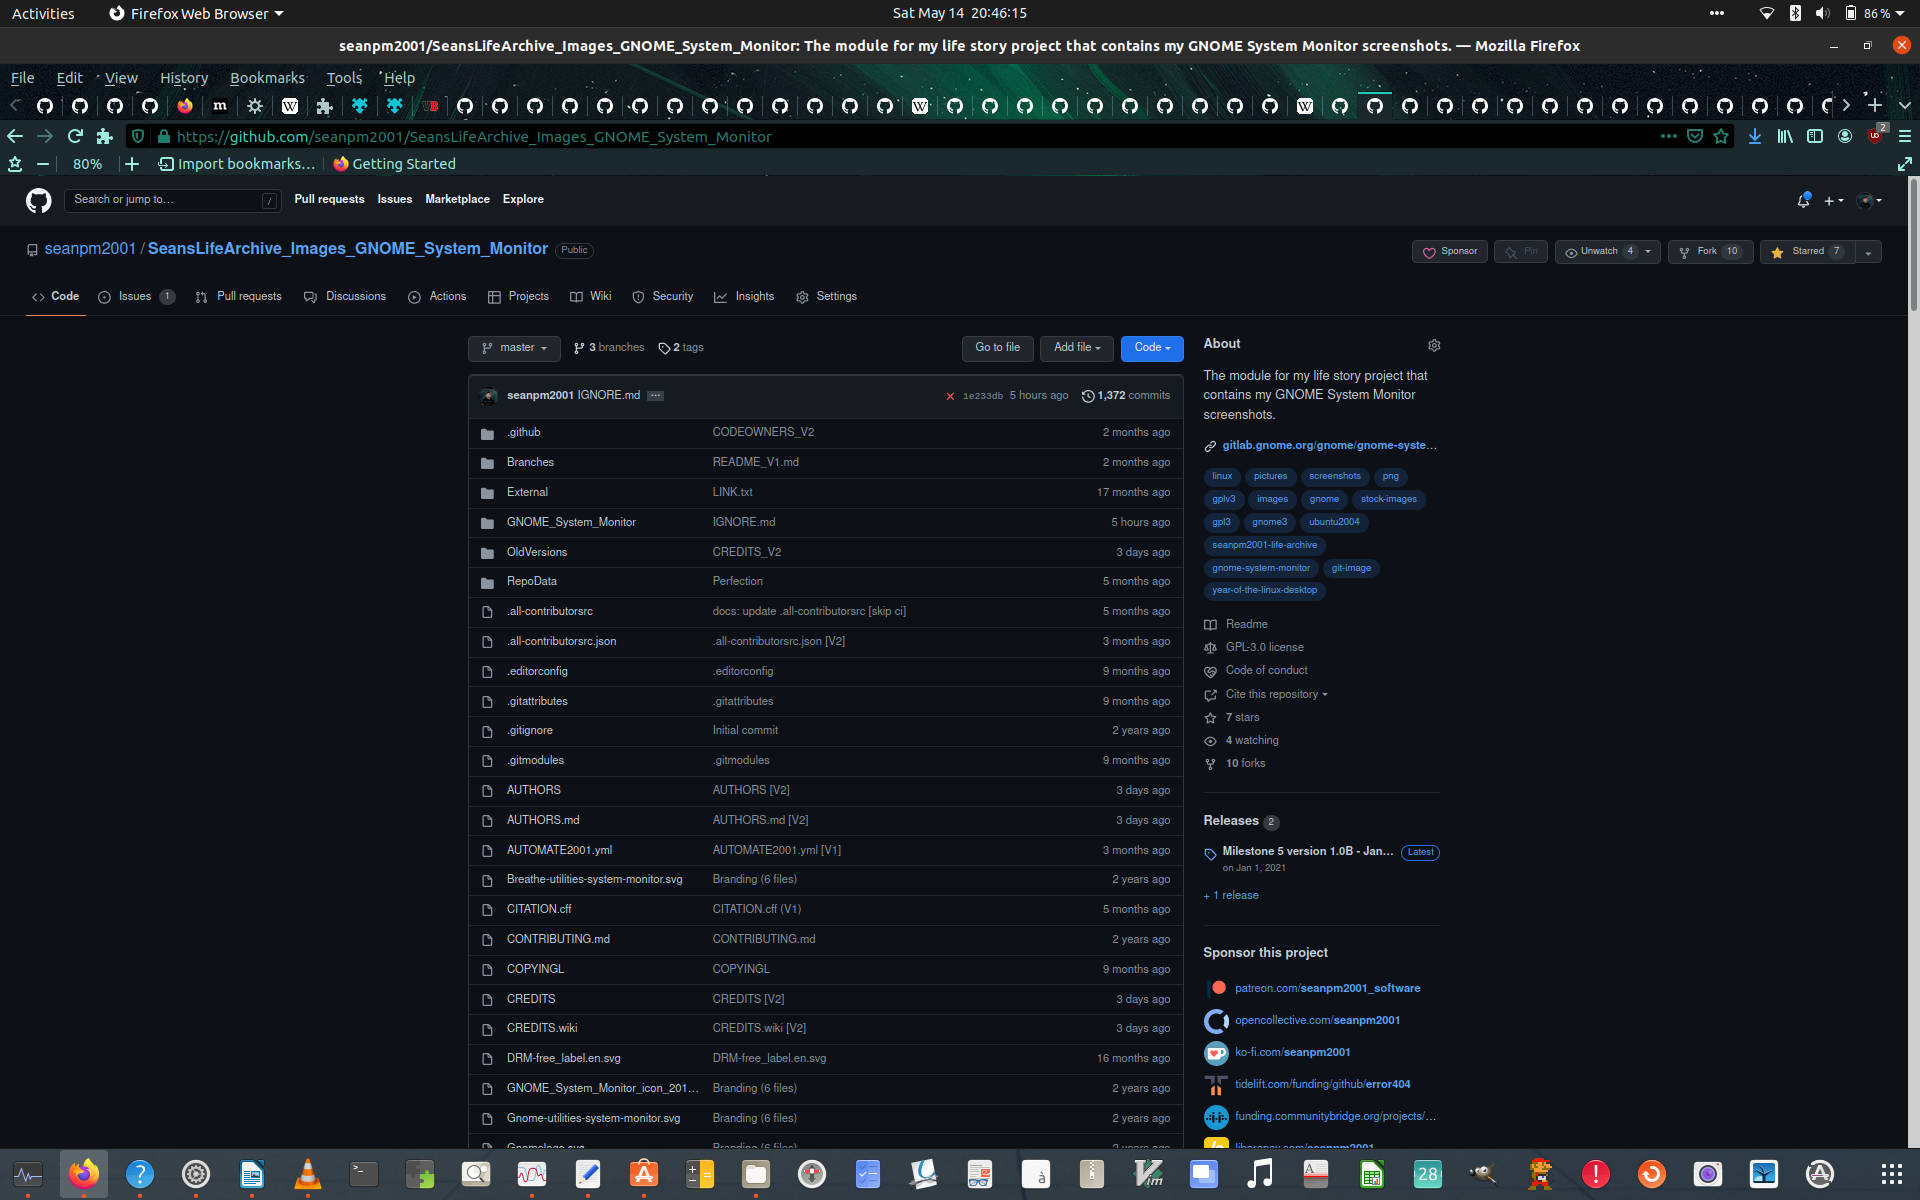 Activities Firefox Web Browser Sat May 14 20:46:15 86 %
seanpm2001/SeansLifeArchive_Images_GNOME_System_Monitor: The module for my life story project that contains my GNOME System Monitor screenshots. — Mozilla Firefox
File Edit View History Bookmarks Tools Help
https://github.com/seanpm2001/SeansLifeArchive_Images_GNOME_System_Monitor 2
80% Import bookmarks... Getting Started
Search or jump to... / Pull requests Issues Marketplace Explore
seanpm2001 / SeansLifeArchive_Images_GNOME_System_Monitor Public Sponsor Pin Unwatch 4 Fork 10 Starred 7
Code Issues 1 Pull requests Discussions Actions Projects Wiki Security Insights Settings
master 3 branches 2 tags Go to file Add file Code
seanpm2001 IGNORE.md ... 1e233db 5 hours ago 1,372 commits
.github CODEOWNERS_V2 2 months ago
Branches README_V1.md 2 months ago
External LINK.txt 17 months ago
GNOME_System_Monitor IGNORE.md 5 hours ago
OldVersions CREDITS_V2 3 days ago
RepoData Perfection 5 months ago
.all-contributorsrc docs: update .all-contributorsrc [skip ci] 5 months ago
.all-contributorsrc.json .all-contributorsrc.json [V2] 3 months ago
.editorconfig .editorconfig 9 months ago
.gitattributes .gitattributes 9 months ago
.gitignore Initial commit 2 years ago
.gitmodules .gitmodules 9 months ago
AUTHORS AUTHORS [V2] 3 days ago
AUTHORS.md AUTHORS.md [V2] 3 days ago
AUTOMATE2001.yml AUTOMATE2001.yml [V1] 3 months ago
Breathe-utilities-system-monitor.svg Branding (6 files) 2 years ago
CITATION.cff CITATION.cff (V1) 5 months ago
CONTRIBUTING.md CONTRIBUTING.md 2 years ago
COPYINGL COPYINGL 9 months ago
CREDITS CREDITS [V2] 3 days ago
CREDITS.wiki CREDITS.wiki [V2] 3 days ago
DRM-free_label.en.svg DRM-free_label.en.svg 16 months ago
GNOME_System_Monitor_icon_201... Branding (6 files) 2 years ago
Gnome-utilities-system-monitor.svg Branding (6 files) 2 years ago
Gnomelogo.svg Branding (6 files) 2 years ago
About
The module for my life story project that
contains my GNOME System Monitor
screenshots.
gitlab.gnome.org/gnome/gnome-syste...
linux pictures screenshots png
gplv3 images gnome stock-images
gpl3 gnome3 ubuntu2004
seanpm2001-life-archive
gnome-system-monitor git-image
year-of-the-linux-desktop
Readme
GPL-3.0 license
Code of conduct
Cite this repository
7 stars
4 watching
10 forks
Releases 2
Milestone 5 version 1.0B - Jan... Latest
on Jan 1, 2021
+ 1 release
Sponsor this project
patreon.com/seanpm2001_software
opencollective.com/seanpm2001
ko-fi.com/seanpm2001
tidelift.com/funding/github/error404
funding.communitybridge.org/projects/...
liberapay.com/seanpm2001
28